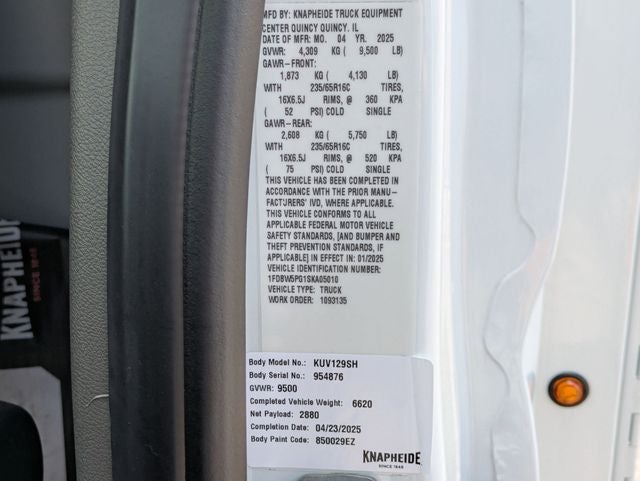 MFD BY: KNAPHEIDE TRUCK EQUIPMENT
CENTER QUINCY QUINCY, IL
DATE OF MFR: MO. 04 YR. 2025
GVWR: 4,309 KG ( 9,500 LB)
GAWR-FRONT:
1,873 KG ( 4,130 LB)
WITH 235/65R16C TIRES,
16X6.5J RIMS, @ 360 KPA
( 52 PSI) COLD SINGLE
GAWR-REAR:
2,608 KG ( 5,750 LB)
WITH 235/65R16C TIRES,
16X6.5J RIMS, @ 520 KPA
( 75 PSI) COLD SINGLE
THIS VEHICLE HAS BEEN COMPLETED IN
ACCORDANCE WITH THE PRIOR MANU-
FACTURERS' IVD, WHERE APPLICABLE.
THIS VEHICLE CONFORMS TO ALL
APPLICABLE FEDERAL MOTOR VEHICLE
SAFETY STANDARDS, [AND BUMPER AND
THEFT PREVENTION STANDARDS, IF
APPLICABLE] IN EFFECT IN: 01/2025
VEHICLE IDENTIFICATION NUMBER:
1FDBW5PG1SKA05010
VEHICLE TYPE: TRUCK
WORK ORDER: 1093135
Body Model No.: KUV129SH
Body Serial No.: 954876
GVWR: 9500
Completed Vehicle Weight: 6620
Net Payload: 2880
Completion Date: 04/23/2025
Body Paint Code: 850029EZ
KNAPHEIDE
SINCE 1848
KNAPHEIDE
SINCE 1848